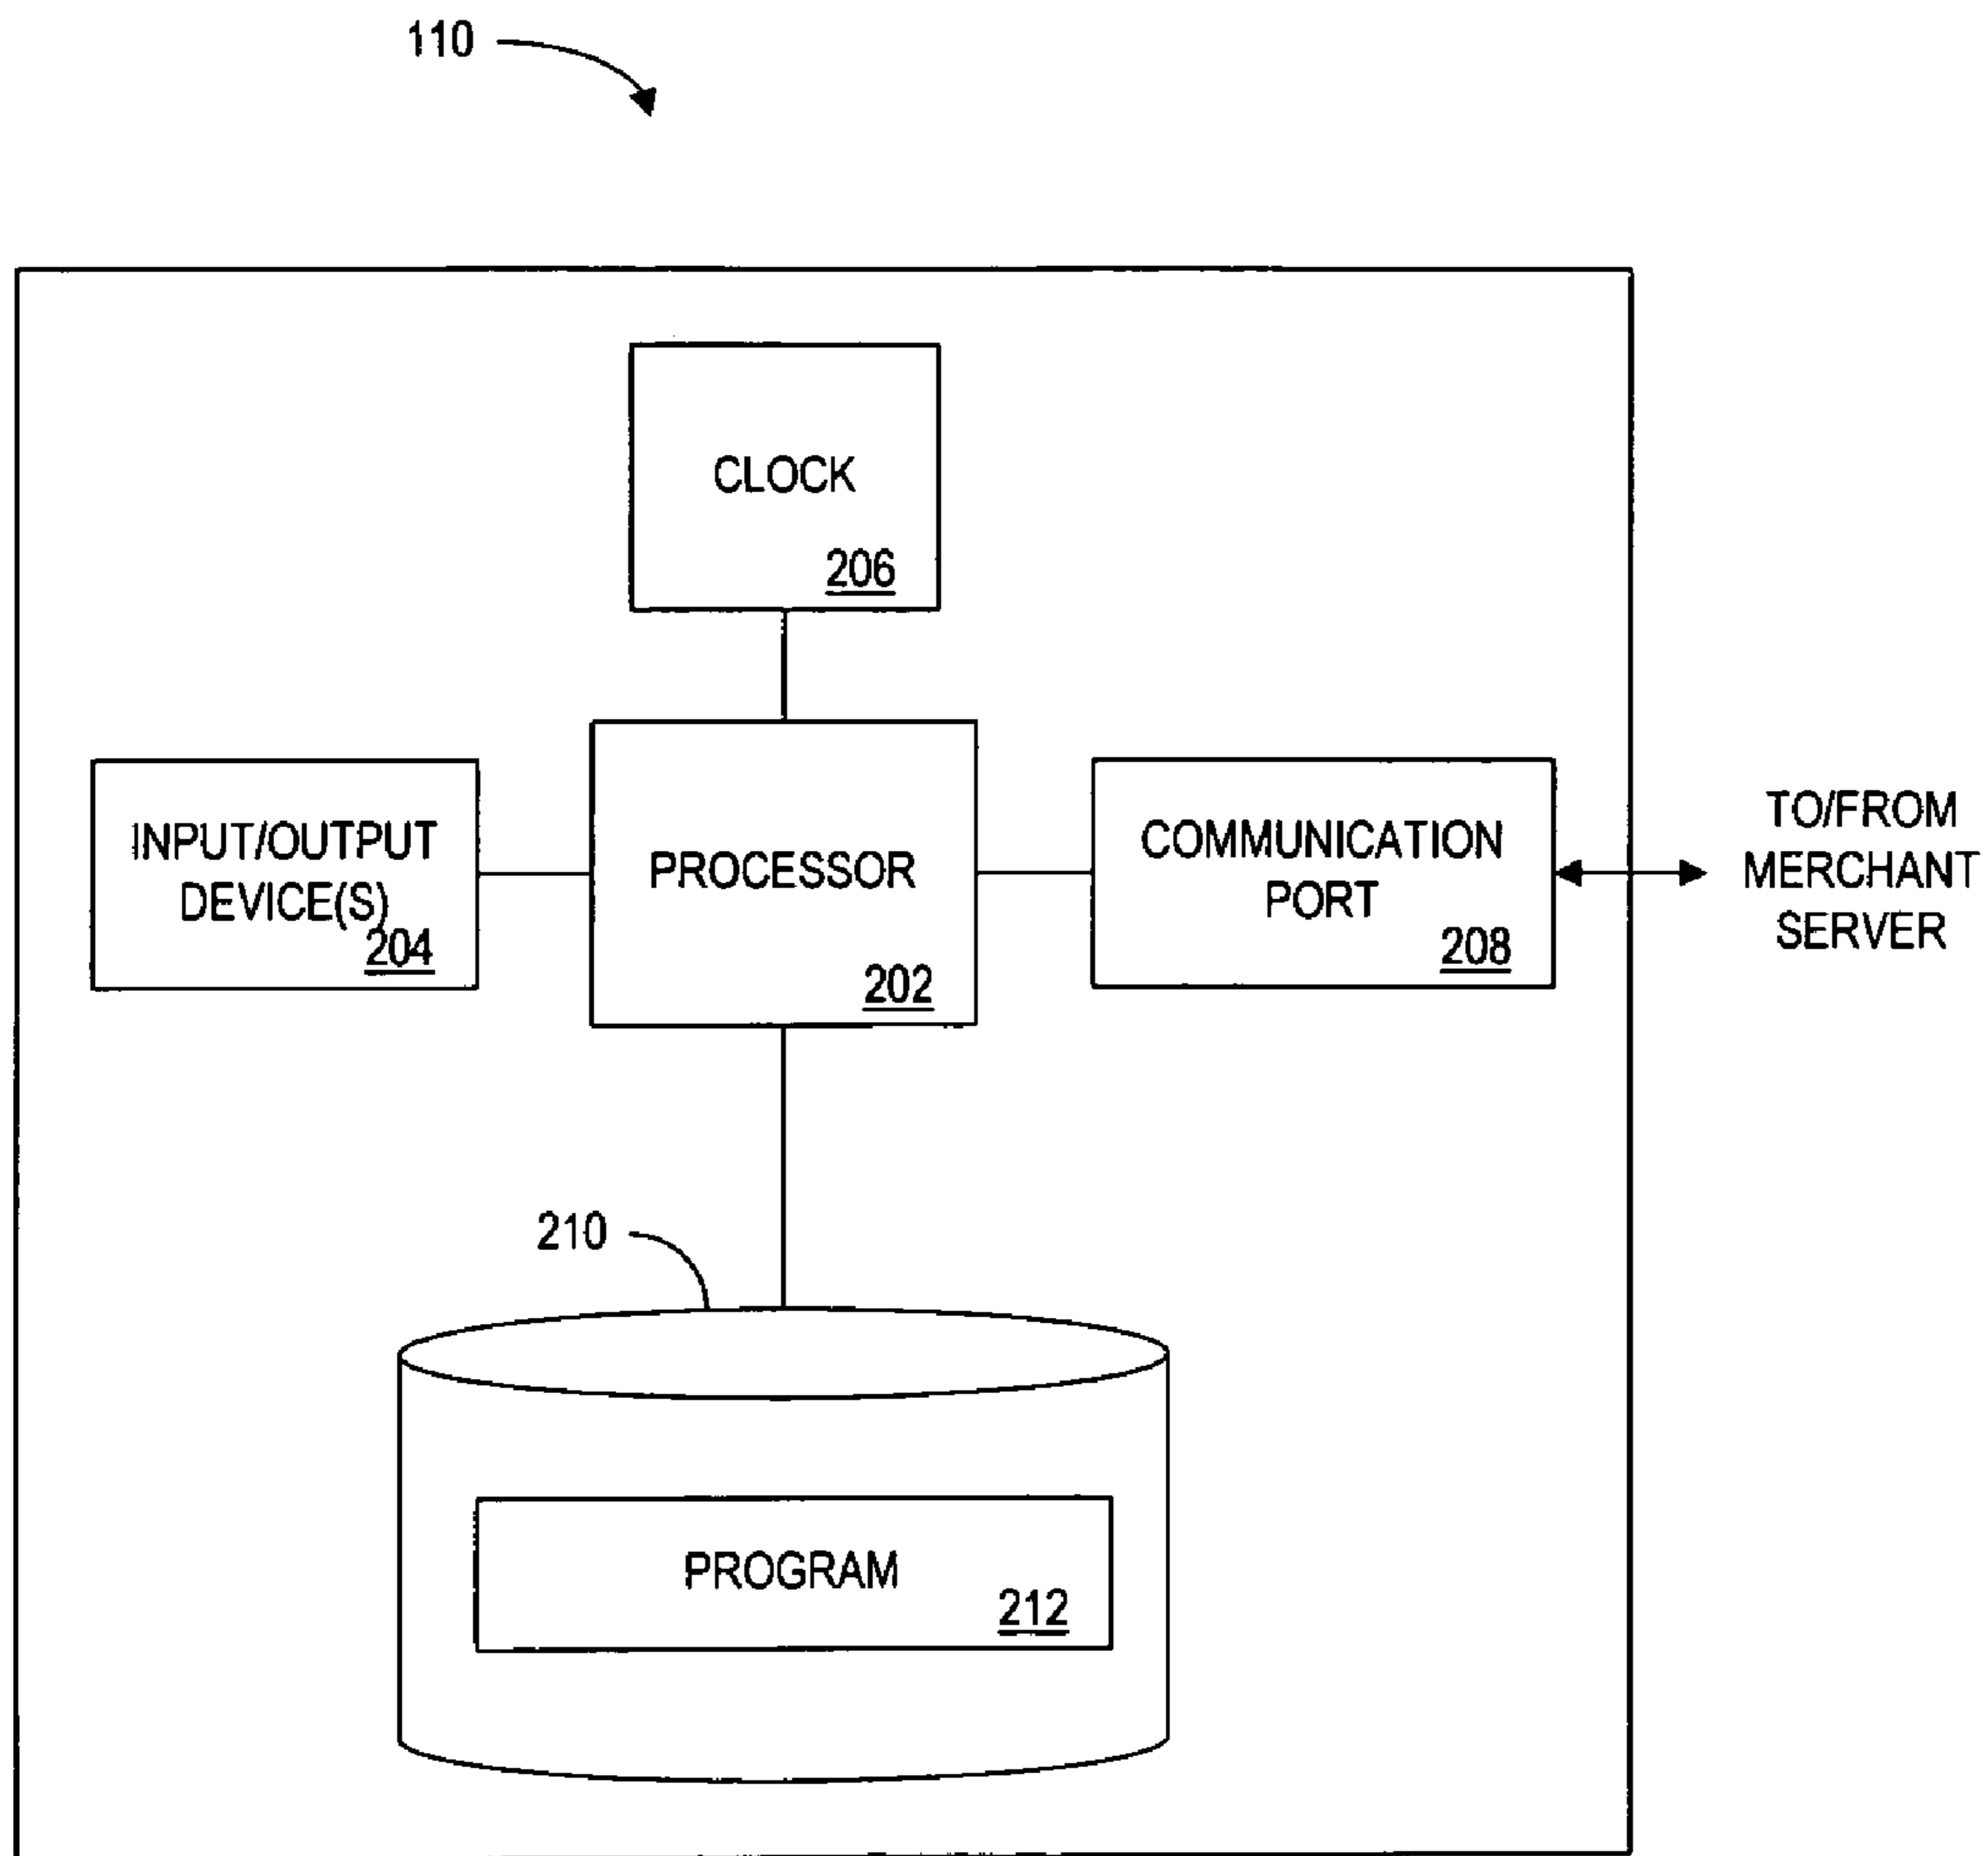 110
CLOCK
206
INPUT/OUTPUT
DEVICE(S)
204
PROCESSOR
202
COMMUNICATION
PORT
208
TO/FROM
MERCHANT
SERVER
210
PROGRAM
212